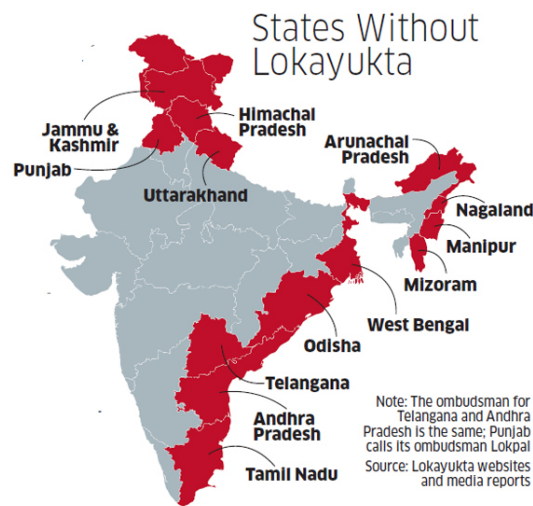 States Without
Lokayukta
Jammu &
Kashmir
Himachal
Pradesh
Punjab
Uttarakhand
Arunachal
Pradesh
Nagaland
Manipur
Mizoram
West Bengal
Odisha
Telangana
Andhra
Pradesh
Tamil Nadu
Note: The ombudsman for
Telangana and Andhra
Pradesh is the same; Punjab
calls its ombudsman Lokpal
Source: Lokayukta websites
and media reports